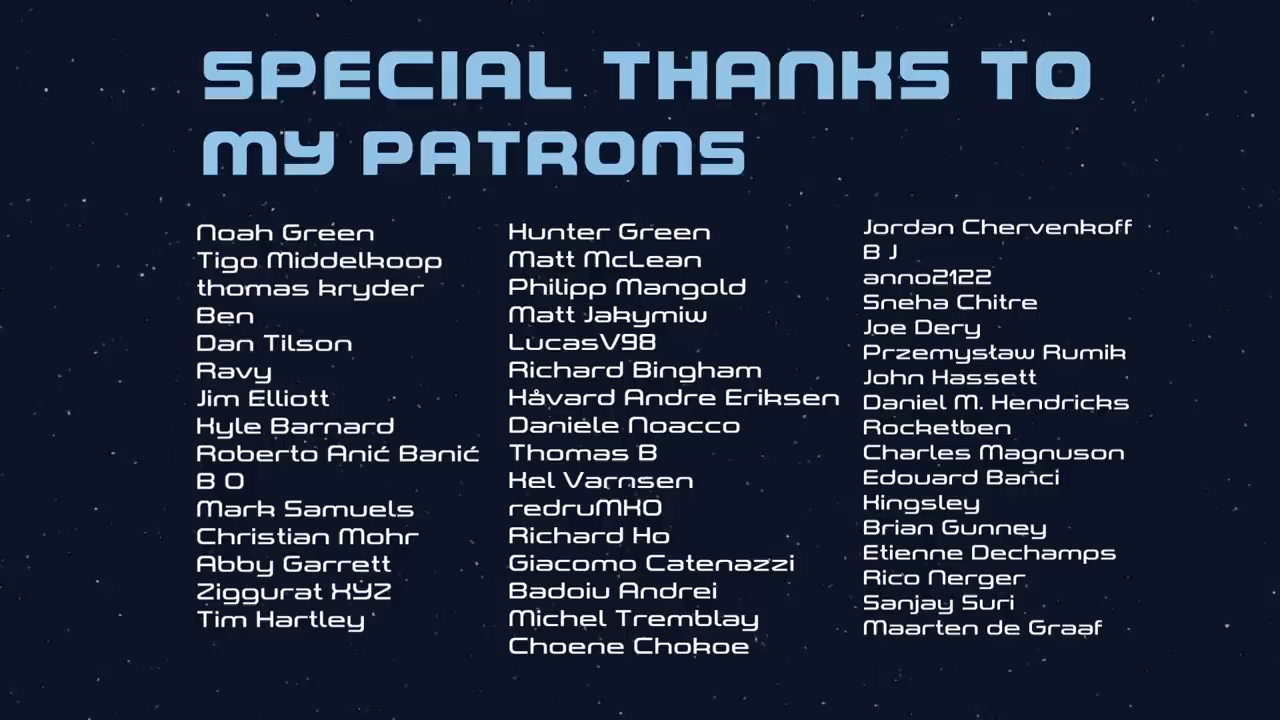 SPECIAL THANKS TO
MY PATRONS
Noah Green
Tigo Middelkoop
thomas kryder
Ben
Dan Tilson
Ravy
Jim Elliott
Kyle Barnard
Roberto Anić Banić
B O
Mark Samuels
Christian Mohr
Abby Garrett
Ziggurat XYZ
Tim Hartley
Hunter Green
Matt McLean
Philipp Mangold
Matt Jakymiw
LucasV98
Richard Bingham
Håvard Andre Eriksen
Daniele Noacco
Thomas B
Kel Varnsen
redruMKO
Richard Ho
Giacomo Catenazzi
Badoiu Andrei
Michel Tremblay
Choene Chokoe
Jordan Chervenkoff
B J
anno2122
Sneha Chitre
Joe Dery
Przemysław Rumik
John Hassett
Daniel M. Hendricks
Rocketben
Charles Magnuson
Edouard Banci
Kingsley
Brian Gunney
Etienne Dechamps
Rico Nerger
Sanjay Suri
Maarten de Graaf